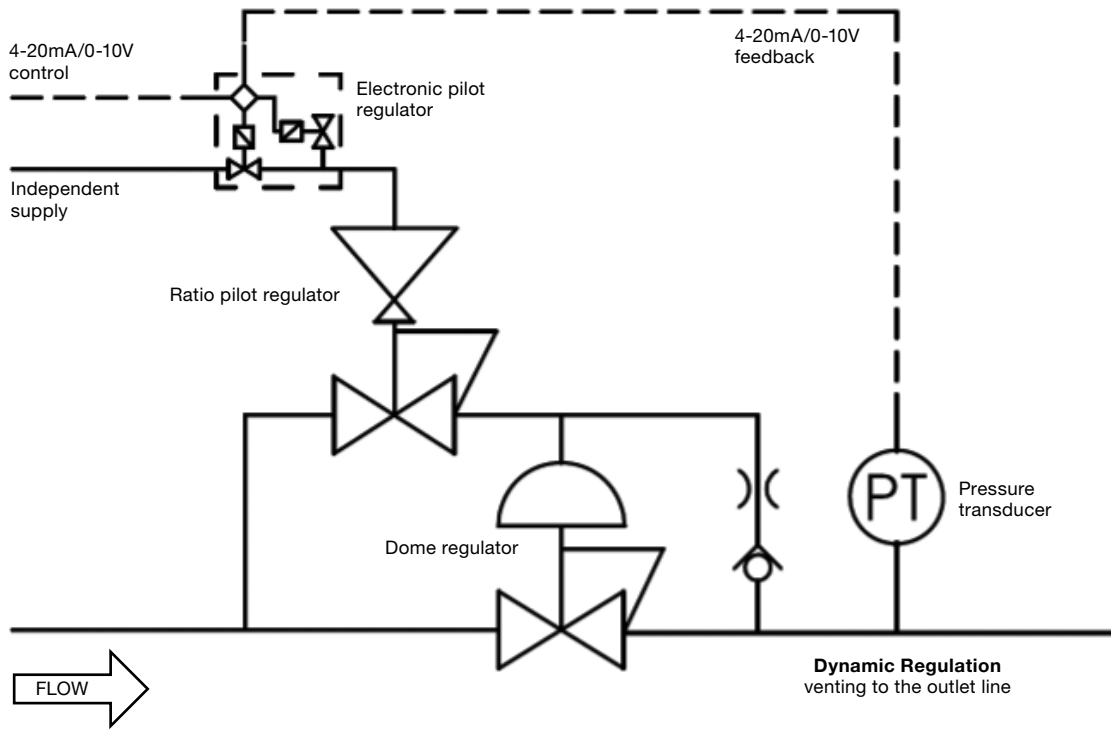 4-20mA/0-10V
control
4-20mA/0-10V
feedback
Electronic pilot
regulator
Independent
supply
Ratio pilot regulator
PT
Pressure
transducer
Dome regulator
FLOW
Dynamic Regulation
venting to the outlet line